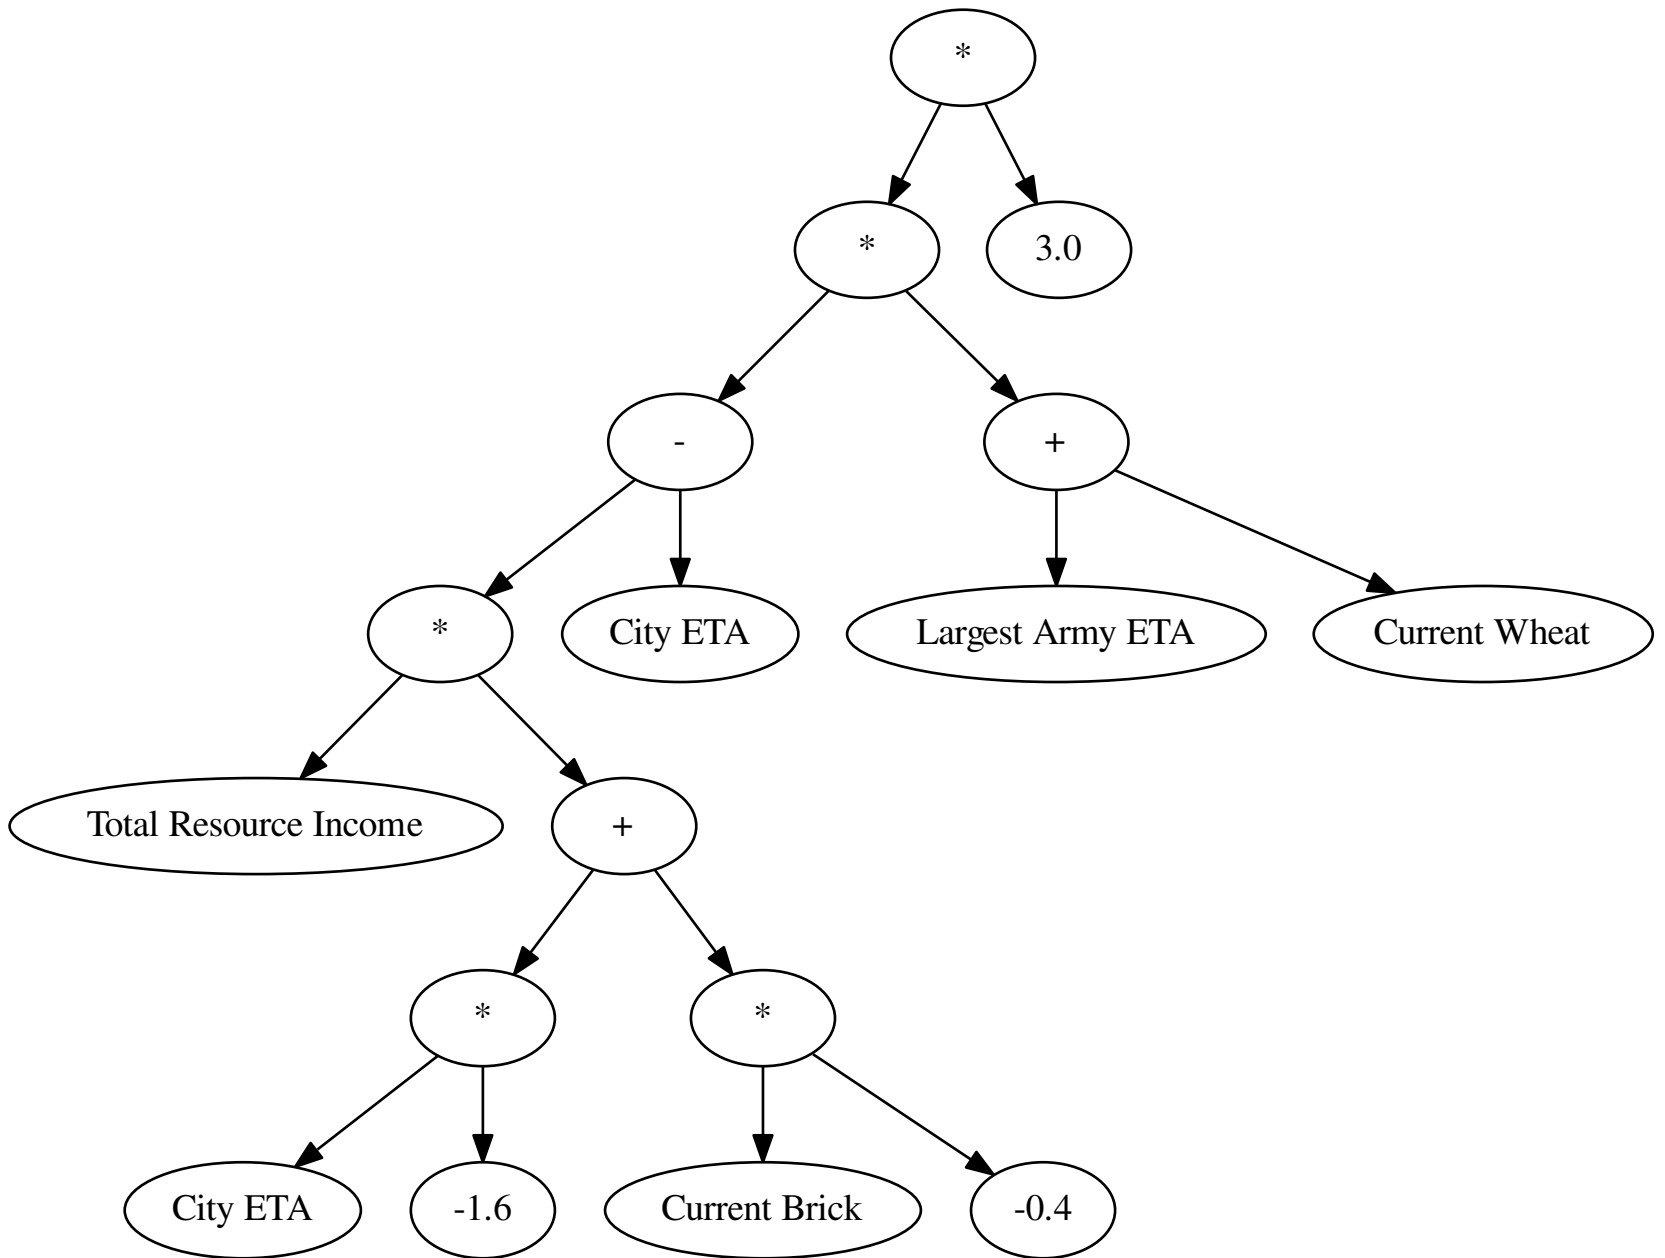 *
* 3.0
- +
* City ETA Largest Army ETA Current Wheat
Total Resource Income +
* *
City ETA -1.6 Current Brick -0.4